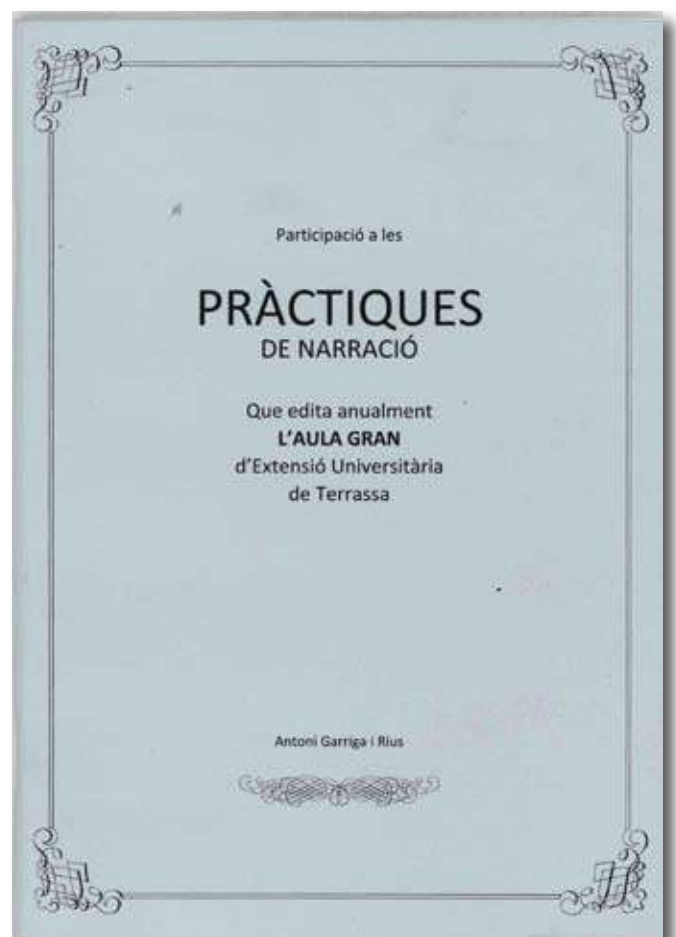 Participació a les
PRÀCTIQUES
DE NARRACIÓ
Que edita anualment
L'AULA GRAN
d'Extensió Universitària
de Terrassa
Antoni Garriga i Rius